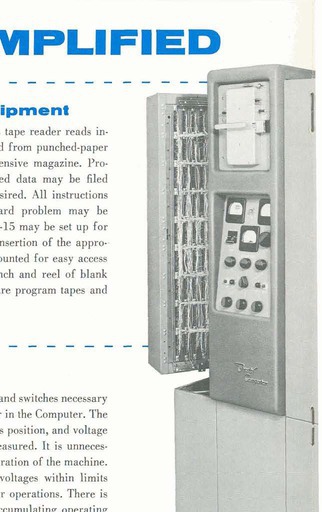 MPLIFIED
ipment
tape reader reads in-
d from punched-paper
ensive magazine. Pro-
ed data may be filed
sired. All instructions
ard problem may be
-15 may be set up for
nsertion of the appro-
ounted for easy access
nch and reel of blank
re program tapes and
and switches necessary
r in the Computer. The
s position, and voltage
easured. It is unneces-
ration of the machine.
voltages within limits
r operations. There is
ccumulating operating